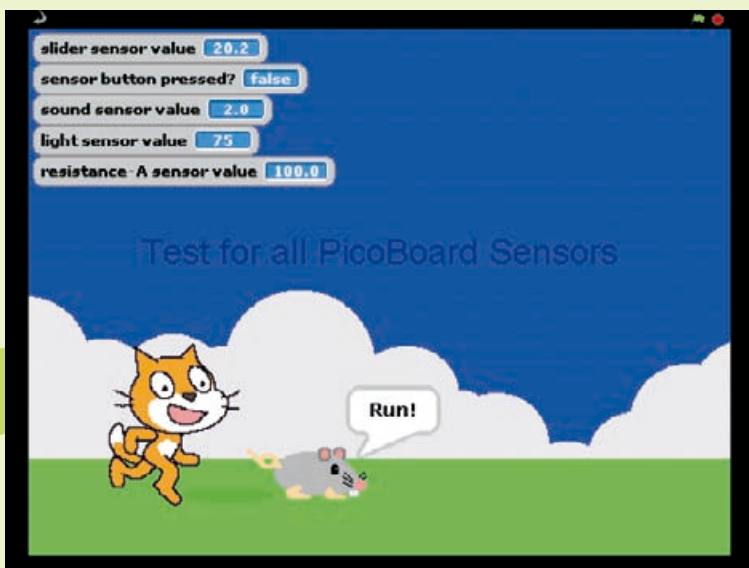 slider sensor value 20.2
sensor button pressed? false
sound sensor value 2.0
light sensor value 75
resistance-A sensor value 100.0
Test for all PicoBoard Sensors
Run!